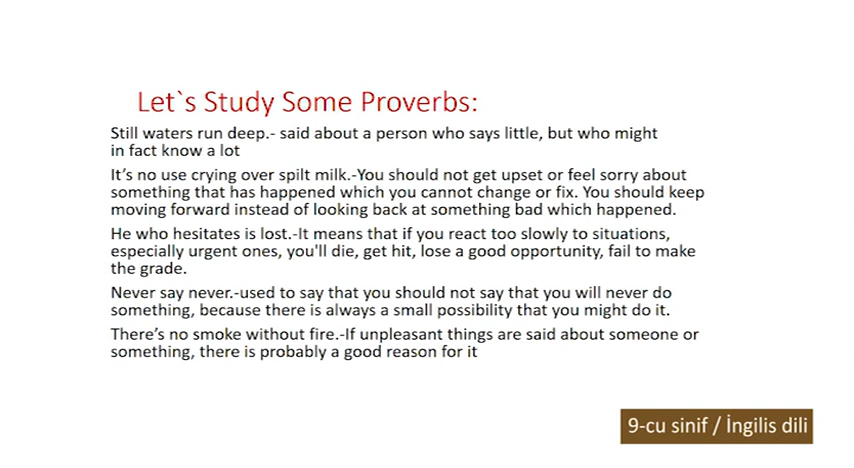 Let`s Study Some Proverbs:
Still waters run deep.- said about a person who says little, but who might
in fact know a lot
It’s no use crying over spilt milk.-You should not get upset or feel sorry about
something that has happened which you cannot change or fix. You should keep
moving forward instead of looking back at something bad which happened.
He who hesitates is lost.-It means that if you react too slowly to situations,
especially urgent ones, you'll die, get hit, lose a good opportunity, fail to make
the grade.
Never say never.-used to say that you should not say that you will never do
something, because there is always a small possibility that you might do it.
There’s no smoke without fire.-If unpleasant things are said about someone or
something, there is probably a good reason for it
9-cu sinif / İngilis dili